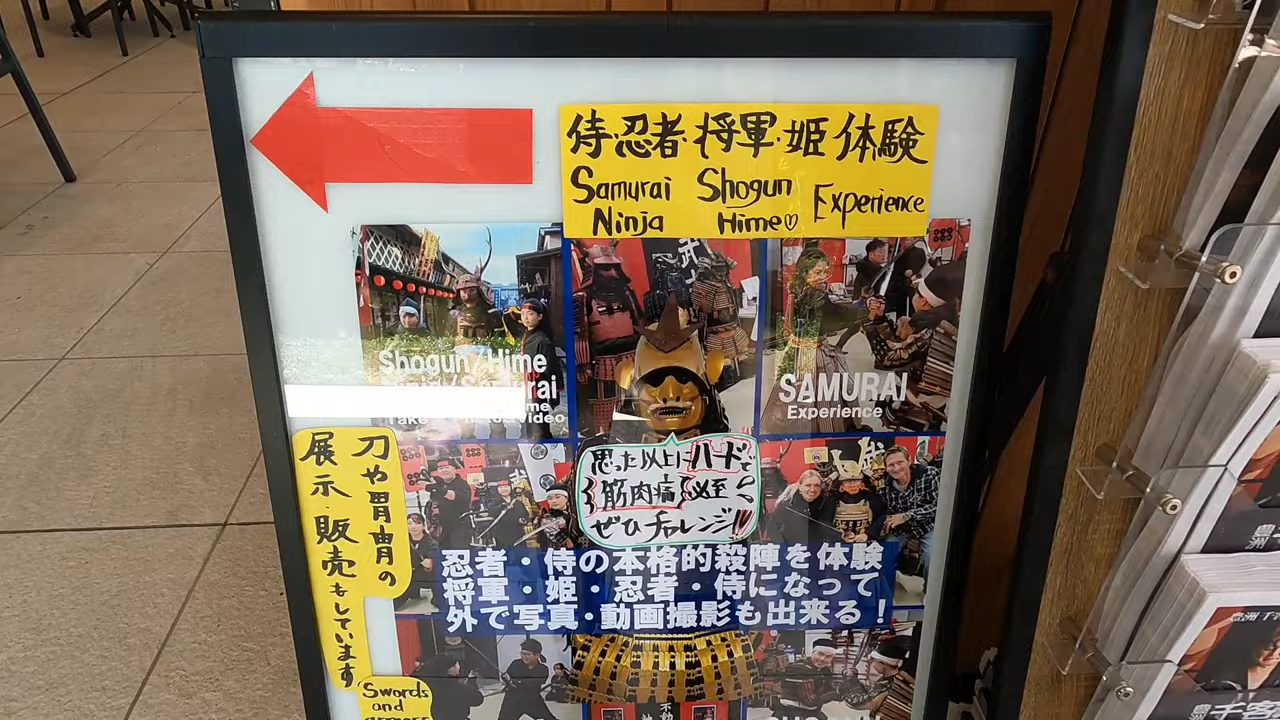 侍・忍者・将軍・姫体験
Samurai Shogun Experience
Ninja Hime♡
Shogun/Hime
SAMURAI
Experience
刀や胃冑の
展示・販売もしています
思った以上にハードで
筋肉痛必至
ぜひチャレンジ!!
忍者・侍の本格的殺陣を体験
将軍・姫・忍者・侍になって
外で写真・動画撮影も出来る！
Swords